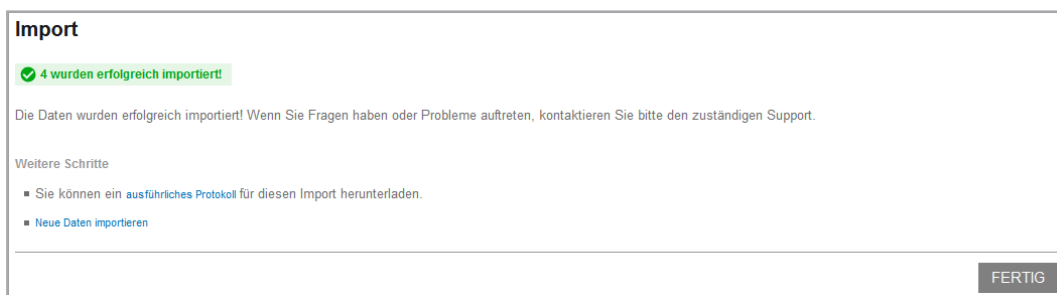 Import
4 wurden erfolgreich importiert!
Die Daten wurden erfolgreich importiert! Wenn Sie Fragen haben oder Probleme auftreten, kontaktieren Sie bitte den zuständigen Support.
Weitere Schritte
Sie können ein ausführliches Protokoll für diesen Import herunterladen.
Neue Daten importieren
FERTIG